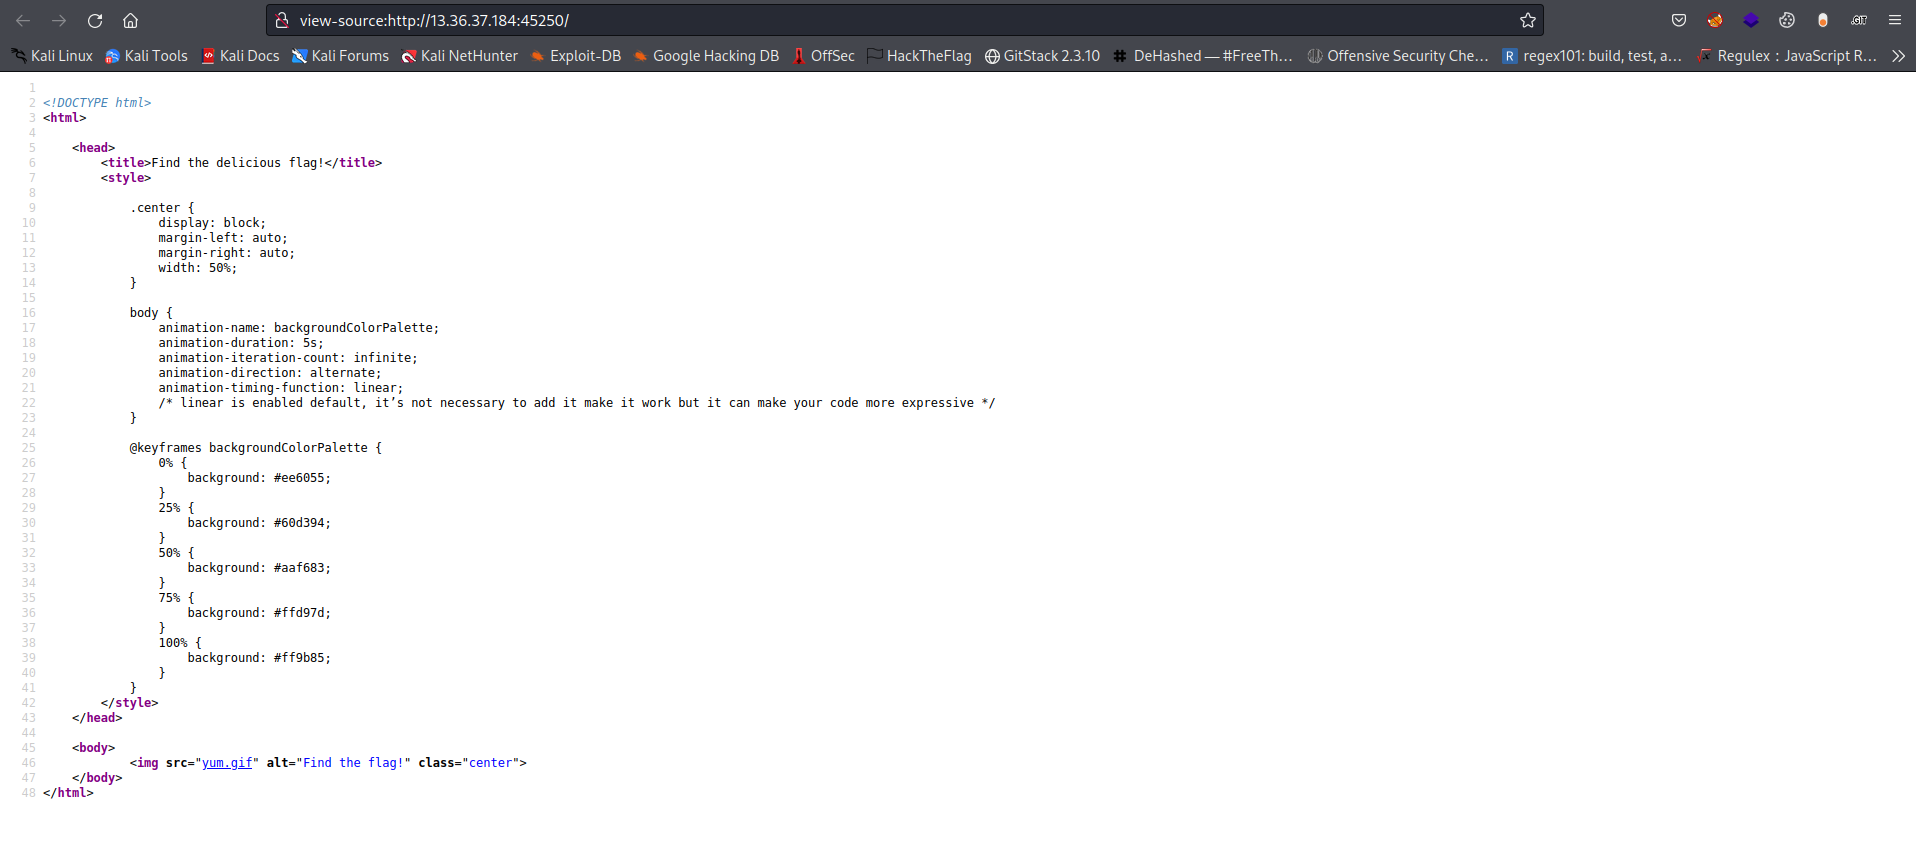 view-source:http://13.36.37.184:45250/
.GIT
Kali Linux Kali Tools Kali Docs Kali Forums Kali NetHunter Exploit-DB Google Hacking DB OffSec HackTheFlag GitStack 2.3.10 DeHashed — #FreeTh… Offensive Security Che… R regex101: build, test, a… Regulex : JavaScript R…
1
2 <!DOCTYPE html>
3 <html>
4
5 <head>
6 <title>Find the delicious flag!</title>
7 <style>
8
9 .center {
10 display: block;
11 margin-left: auto;
12 margin-right: auto;
13 width: 50%;
14 }
15
16 body {
17 animation-name: backgroundColorPalette;
18 animation-duration: 5s;
19 animation-iteration-count: infinite;
20 animation-direction: alternate;
21 animation-timing-function: linear;
22 /* linear is enabled default, it’s not necessary to add it make it work but it can make your code more expressive */
23 }
24
25 @keyframes backgroundColorPalette {
26 0% {
27 background: #ee6055;
28 }
29 25% {
30 background: #60d394;
31 }
32 50% {
33 background: #aaf683;
34 }
35 75% {
36 background: #ffd97d;
37 }
38 100% {
39 background: #ff9b85;
40 }
41 }
42 </style>
43 </head>
44
45 <body>
46 <img src="yum.gif" alt="Find the flag!" class="center">
47 </body>
48 </html>